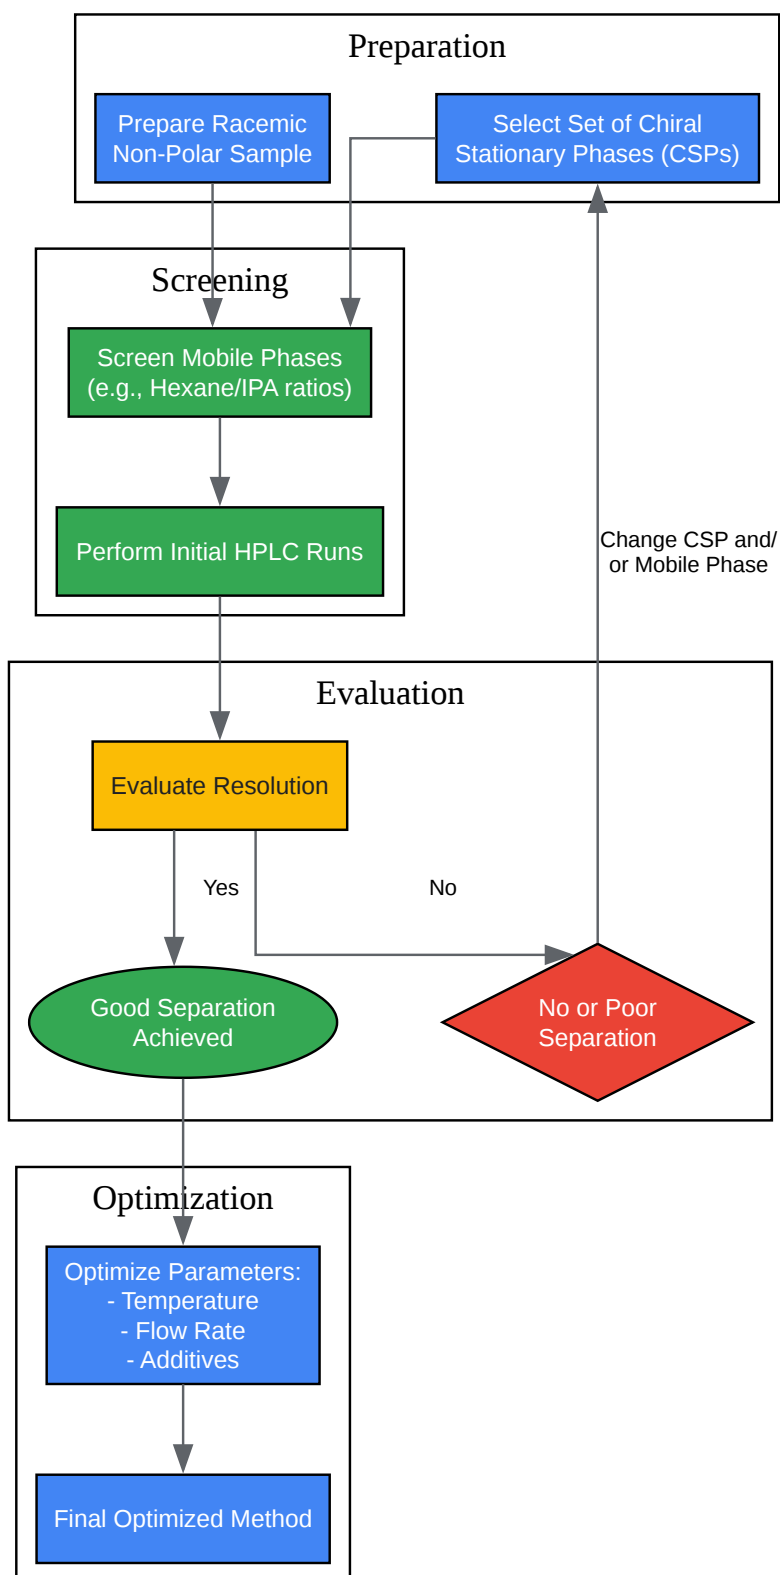 Preparation
Prepare Racemic
Non-Polar Sample
Select Set of Chiral
Stationary Phases (CSPs)
Screening
Screen Mobile Phases
(e.g., Hexane/IPA ratios)
Perform Initial HPLC Runs
Change CSP and/
or Mobile Phase
Evaluation
Evaluate Resolution
Yes
No
Good Separation
Achieved
No or Poor
Separation
Optimization
Optimize Parameters:
- Temperature
- Flow Rate
- Additives
Final Optimized Method